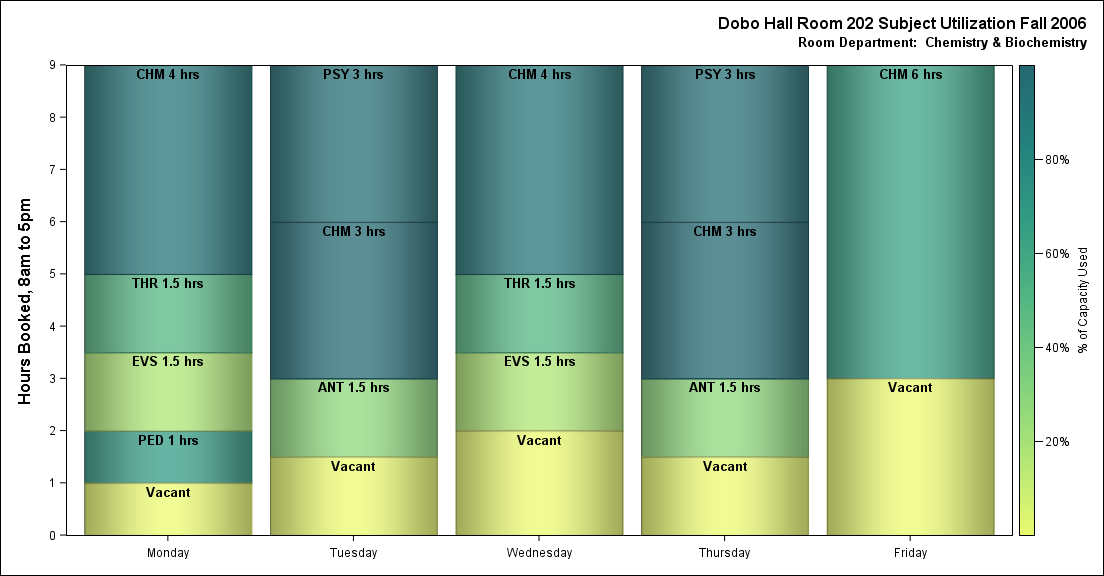 Dobo Hall Room 202 Subject Utilization Fall 2006
Room Department:  Chemistry & Biochemistry
Hours Booked, 8am to 5pm
9
8
7
6
5
4
3
2
1
0
CHM 4 hrs
THR 1.5 hrs
EVS 1.5 hrs
PED 1 hrs
Vacant
PSY 3 hrs
CHM 3 hrs
ANT 1.5 hrs
Vacant
CHM 4 hrs
THR 1.5 hrs
EVS 1.5 hrs
Vacant
PSY 3 hrs
CHM 3 hrs
ANT 1.5 hrs
Vacant
CHM 6 hrs
Vacant
Monday
Tuesday
Wednesday
Thursday
Friday
80%
60%
40%
20%
% of Capacity Used